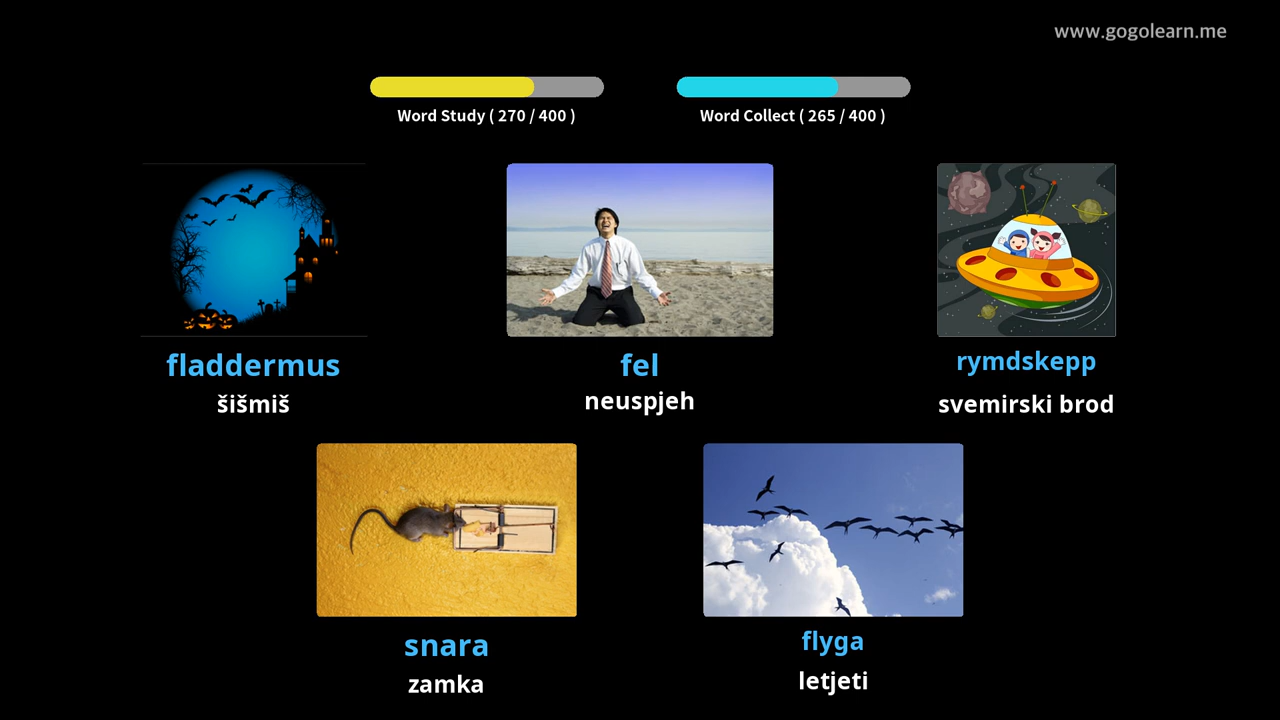 www.gogolearn.me
Word Study ( 270 / 400 )
Word Collect ( 265 / 400 )
fladdermus
šišmiš
fel
neuspjeh
rymdskepp
svemirski brod
snara
zamka
flyga
letjeti